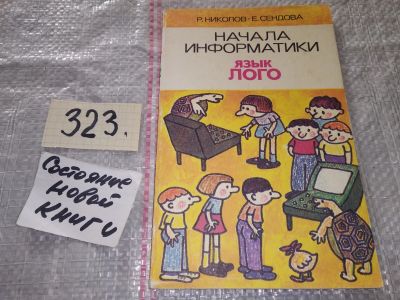 Р. НИКОЛОВ · Е. СЕНДОВА
НАЧАЛА
ИНФОРМАТИКИ
ЯЗЫК
ЛОГО
323.
Состояние
новой
книги